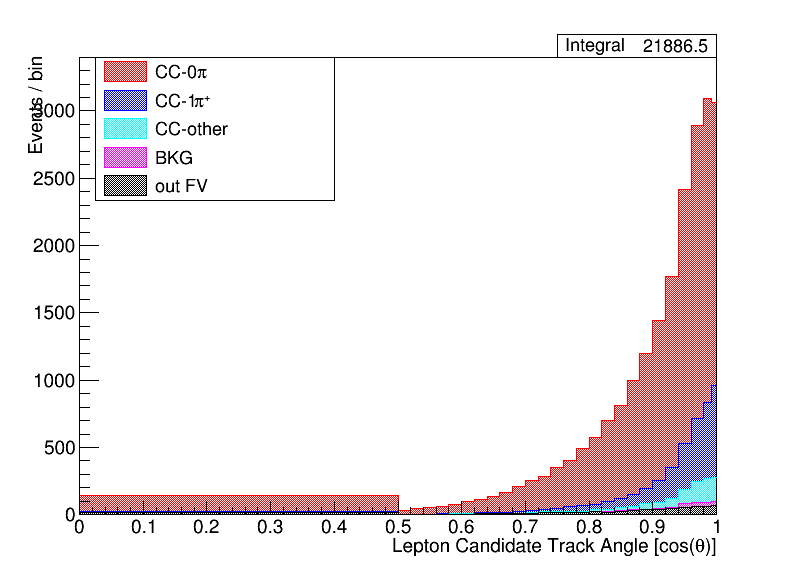 Integral 21886.5
CC-0π
CC-1π⁺
CC-other
BKG
out FV
Events / bin
3000
2500
2000
1500
1000
500
0
0 0.1 0.2 0.3 0.4 0.5 0.6 0.7 0.8 0.9 1
Lepton Candidate Track Angle [cos(θ)]